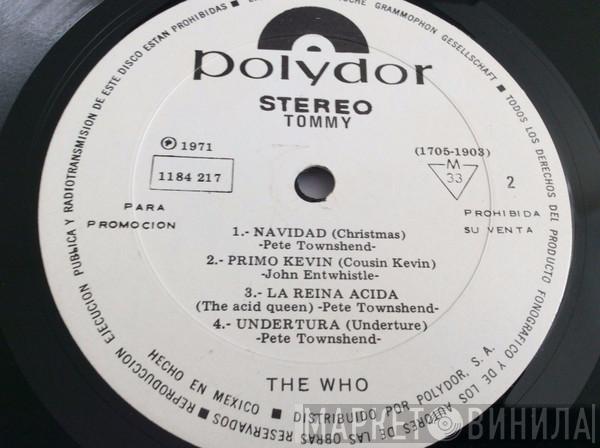 polydor
STEREO
TOMMY
℗ 1971
1184 217
(1705-1903)
M
33
2
PARA
PROMOCION
PROHIBIDA
SU VENTA
1.- NAVIDAD (Christmas)
-Pete Townshend-
2.- PRIMO KEVIN (Cousin Kevin)
-John Entwhistle-
3.- LA REINA ACIDA
(The acid queen) -Pete Townshend-
4.- UNDERTURA (Underture)
-Pete Townshend-
THE WHO
HECHO EN MEXICO ■ DISTRIBUIDO POR POLYDOR, S. A.
GRAMMOPHON GESELLSCHAFT ■ TODOS LOS DERECHOS DEL PRODUCTO FONOGRAFICO Y DE LOS AUTORES DE LAS OBRAS RESERVADOS ■ REPRODUCCION EJECUCION PUBLICA Y RADIOTRANSMISION DE ESTE DISCO ESTAN PROHIBIDAS ■
МАРКЕТ ВИНИЛА